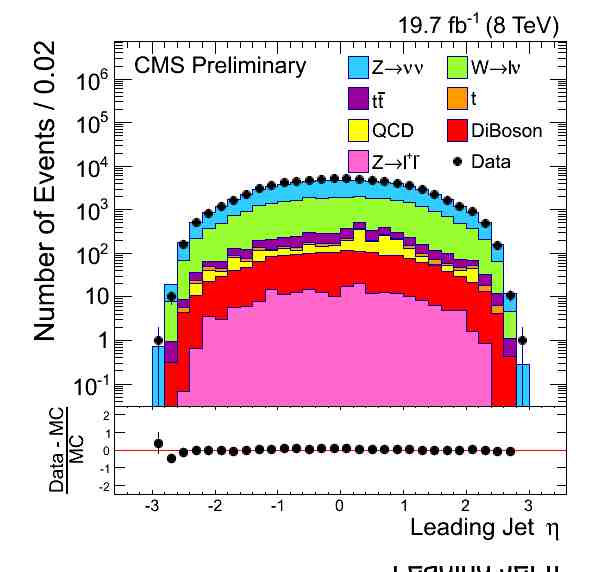 19.7 fb⁻¹ (8 TeV)
CMS Preliminary
Z→νν
W→lν
tt̄
t
QCD
DiBoson
Z→l⁺l⁻
Data
Number of Events / 0.02
10⁶
10⁵
10⁴
10³
10²
10
1
10⁻¹
Data - MC
MC
2
1
0
-1
-2
-3
-2
-1
0
1
2
3
Leading Jet η